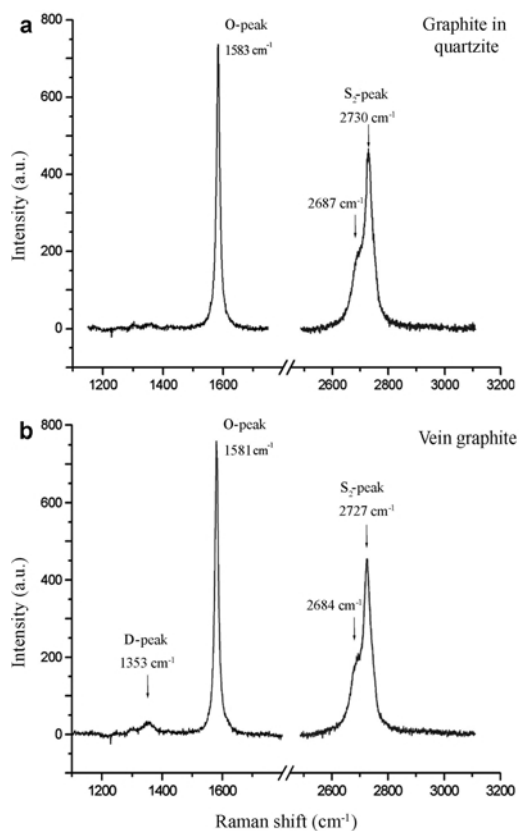 a
Graphite in
quartzite
O-peak
1583 cm⁻¹
S₂-peak
2730 cm⁻¹
2687 cm⁻¹
Intensity (a.u.)
800
600
400
200
0
1200 1400 1600 2600 2800 3000 3200
b
Vein graphite
O-peak
1581 cm⁻¹
S₂-peak
2727 cm⁻¹
2684 cm⁻¹
D-peak
1353 cm⁻¹
Intensity (a.u.)
800
600
400
200
0
1200 1400 1600 2600 2800 3000 3200
Raman shift (cm⁻¹)